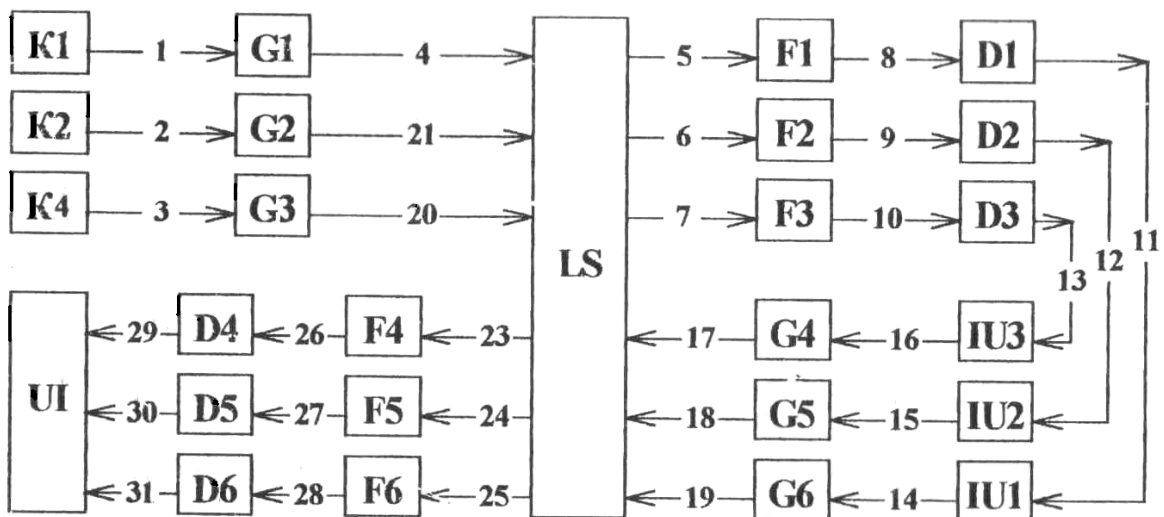 K1 1 G1 4 5 F1 8 D1
K2 2 G2 21 6 F2 9 D2
K4 3 G3 20 7 F3 10 D3
LS
13 12 11
UI
29 D4 26 F4 23 17 G4 16 IU3
30 D5 27 F5 24 18 G5 15 IU2
31 D6 28 F6 25 19 G6 14 IU1